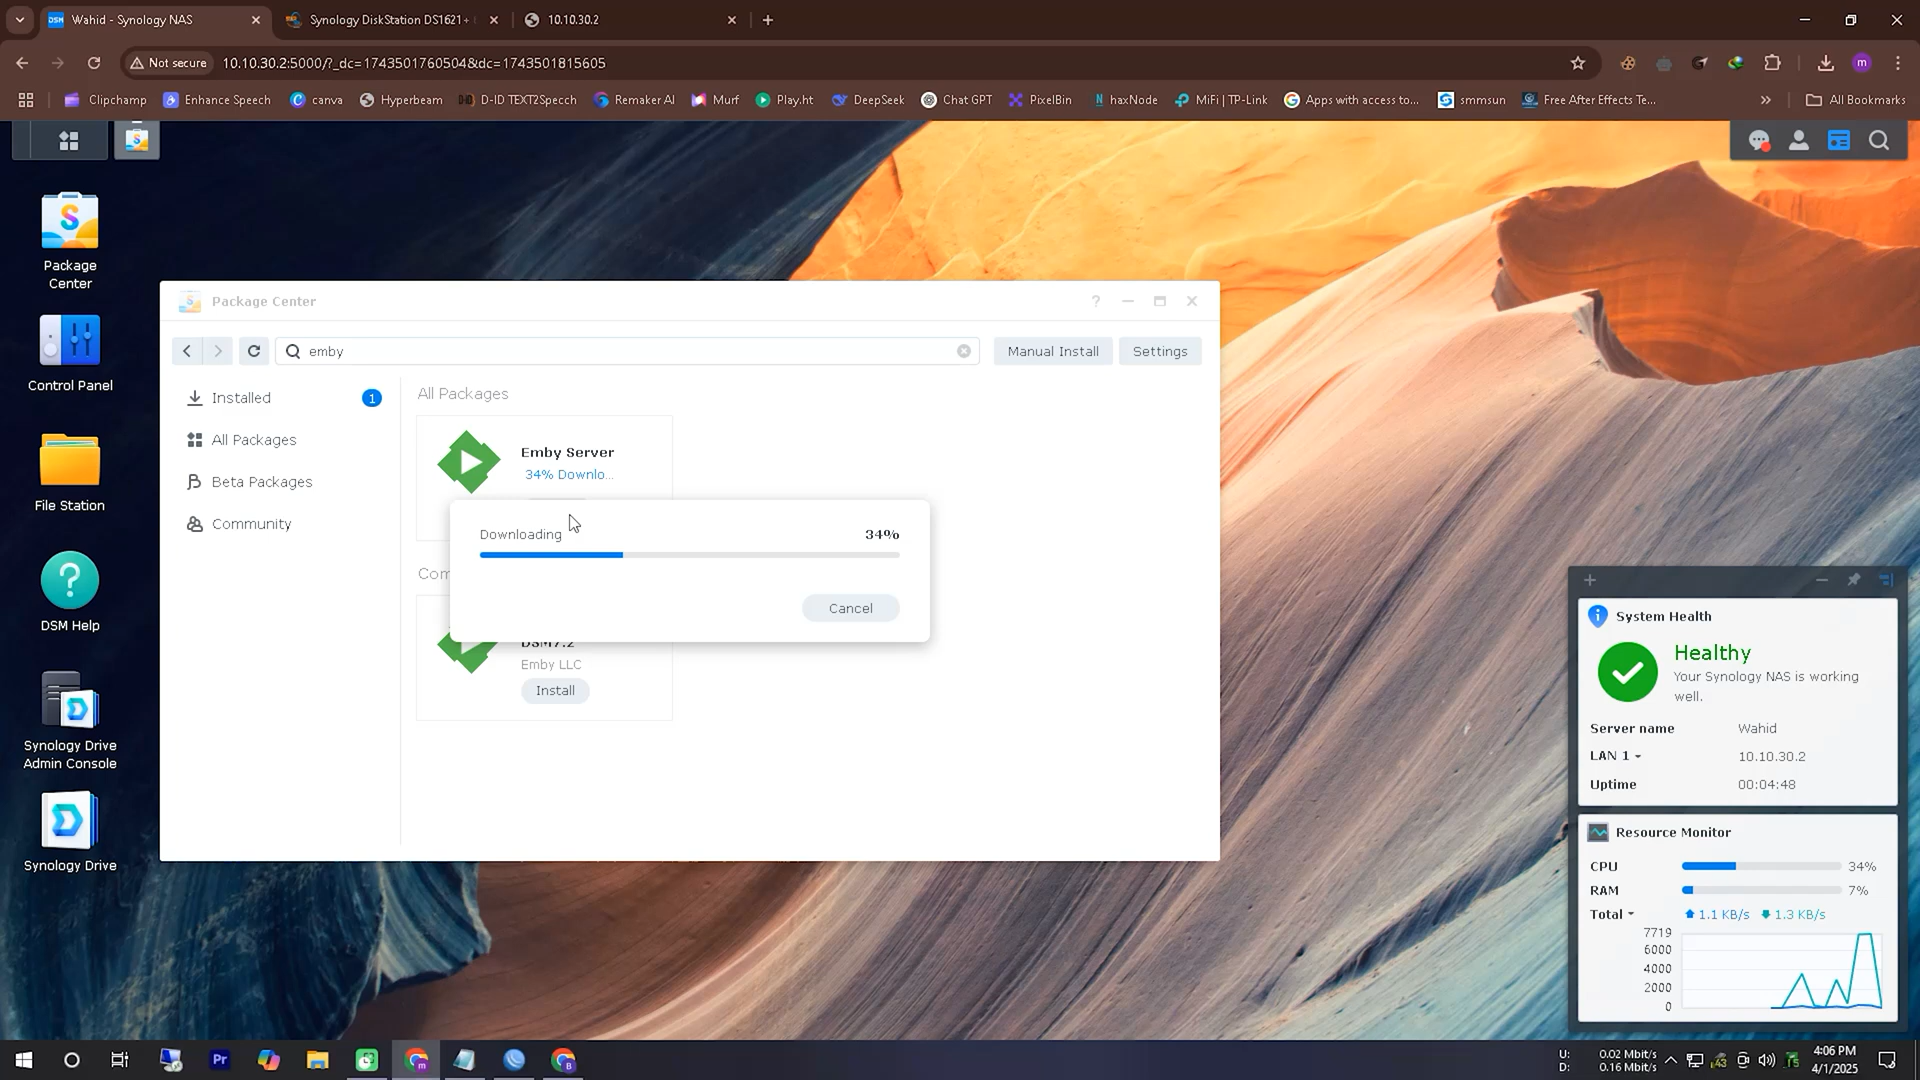 Wahid - Synology NAS
Synology DiskStation DS1621+
10.10.30.2
Not secure
10.10.30.2:5000/?_dc=1743501760504&dc=1743501815605
m
Clipchamp
Enhance Speech
canva
Hyperbeam
D-ID TEXT2Specch
Remaker AI
Murf
Play.ht
DeepSeek
Chat GPT
PixelBin
haxNode
MiFi | TP-Link
Apps with access to...
smmsun
Free After Effects Te...
All Bookmarks
Package
Center
Control Panel
File Station
DSM Help
Synology Drive
Admin Console
Synology Drive
Package Center
emby
Manual Install
Settings
Installed
1
All Packages
Beta Packages
Community
All Packages
Emby Server
34% Downlo...
Downloading
34%
Cancel
Com
DSM7.2
Emby LLC
Install
System Health
Healthy
Your Synology NAS is working
well.
Server name
Wahid
LAN 1
10.10.30.2
Uptime
00:04:48
Resource Monitor
CPU
34%
RAM
7%
Total
1.1 KB/s
1.3 KB/s
7719
6000
4000
2000
0
U:
0.02 Mbit/s
D:
0.16 Mbit/s
43
4:06 PM
4/1/2025